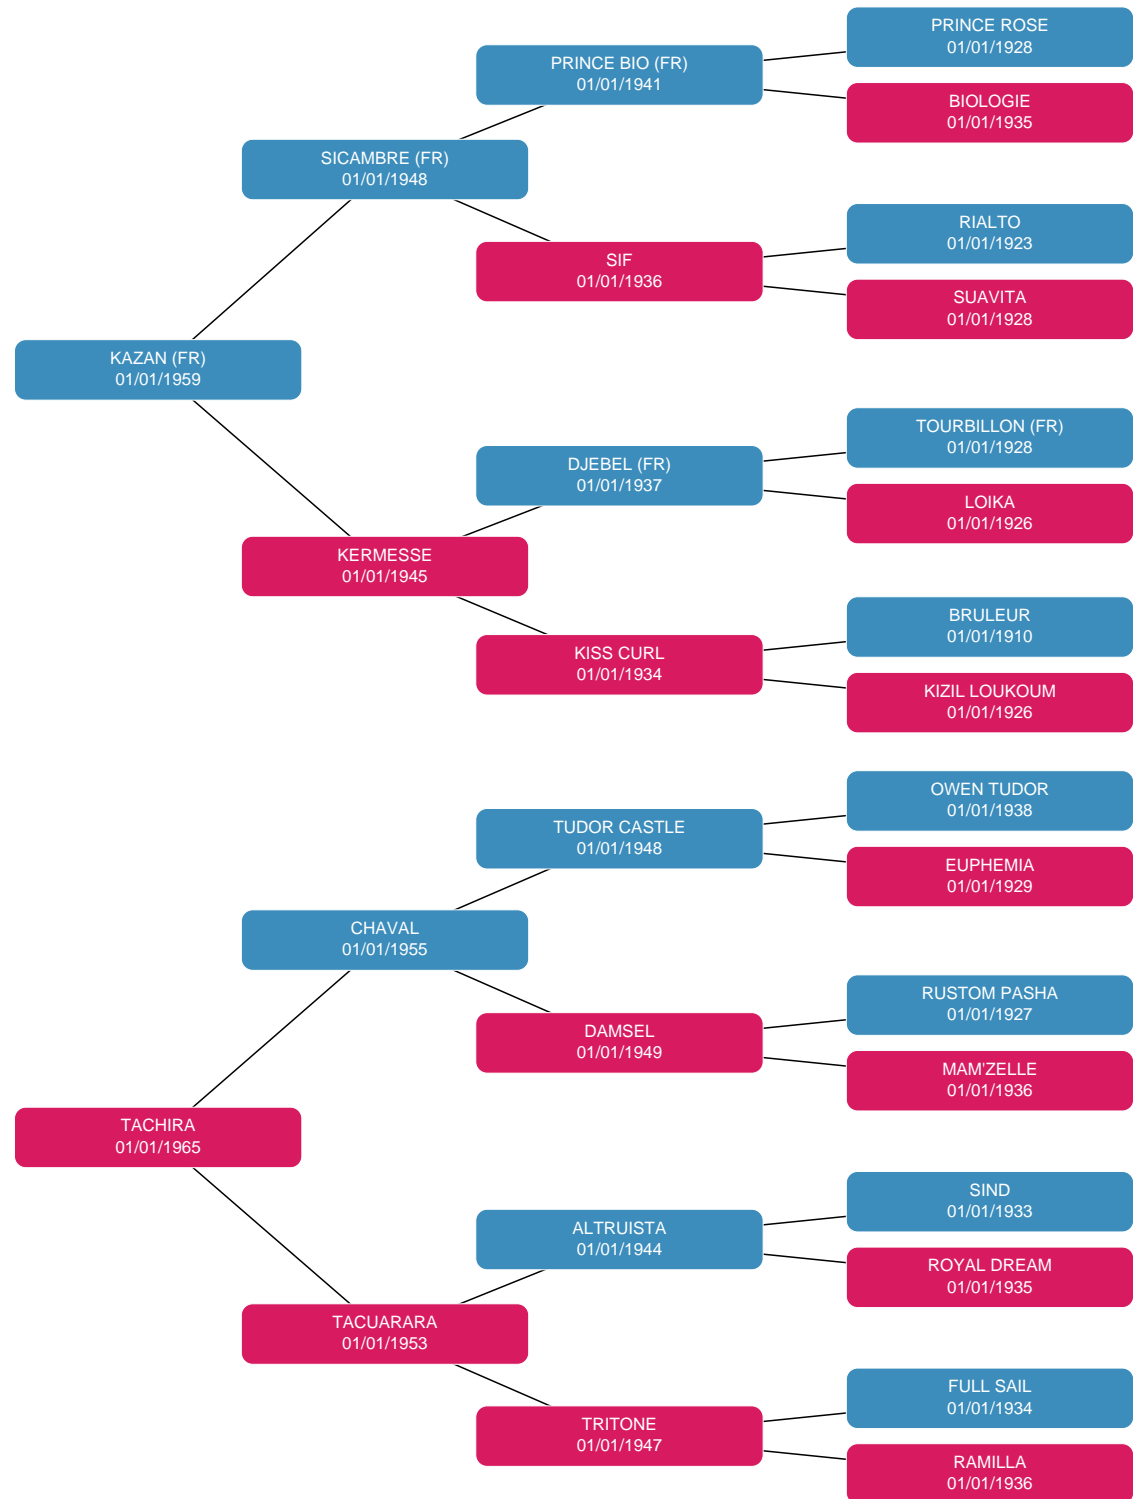 PRINCE ROSE
01/01/1928
PRINCE BIO (FR)
01/01/1941
BIOLOGIE
01/01/1935
SICAMBRE (FR)
01/01/1948
RIALTO
01/01/1923
SIF
01/01/1936
SUAVITA
01/01/1928
KAZAN (FR)
01/01/1959
TOURBILLON (FR)
01/01/1928
DJEBEL (FR)
01/01/1937
LOIKA
01/01/1926
KERMESSE
01/01/1945
BRULEUR
01/01/1910
KISS CURL
01/01/1934
KIZIL LOUKOUM
01/01/1926
OWEN TUDOR
01/01/1938
TUDOR CASTLE
01/01/1948
EUPHEMIA
01/01/1929
CHAVAL
01/01/1955
RUSTOM PASHA
01/01/1927
DAMSEL
01/01/1949
MAM'ZELLE
01/01/1936
TACHIRA
01/01/1965
SIND
01/01/1933
ALTRUISTA
01/01/1944
ROYAL DREAM
01/01/1935
TACUARARA
01/01/1953
FULL SAIL
01/01/1934
TRITONE
01/01/1947
RAMILLA
01/01/1936